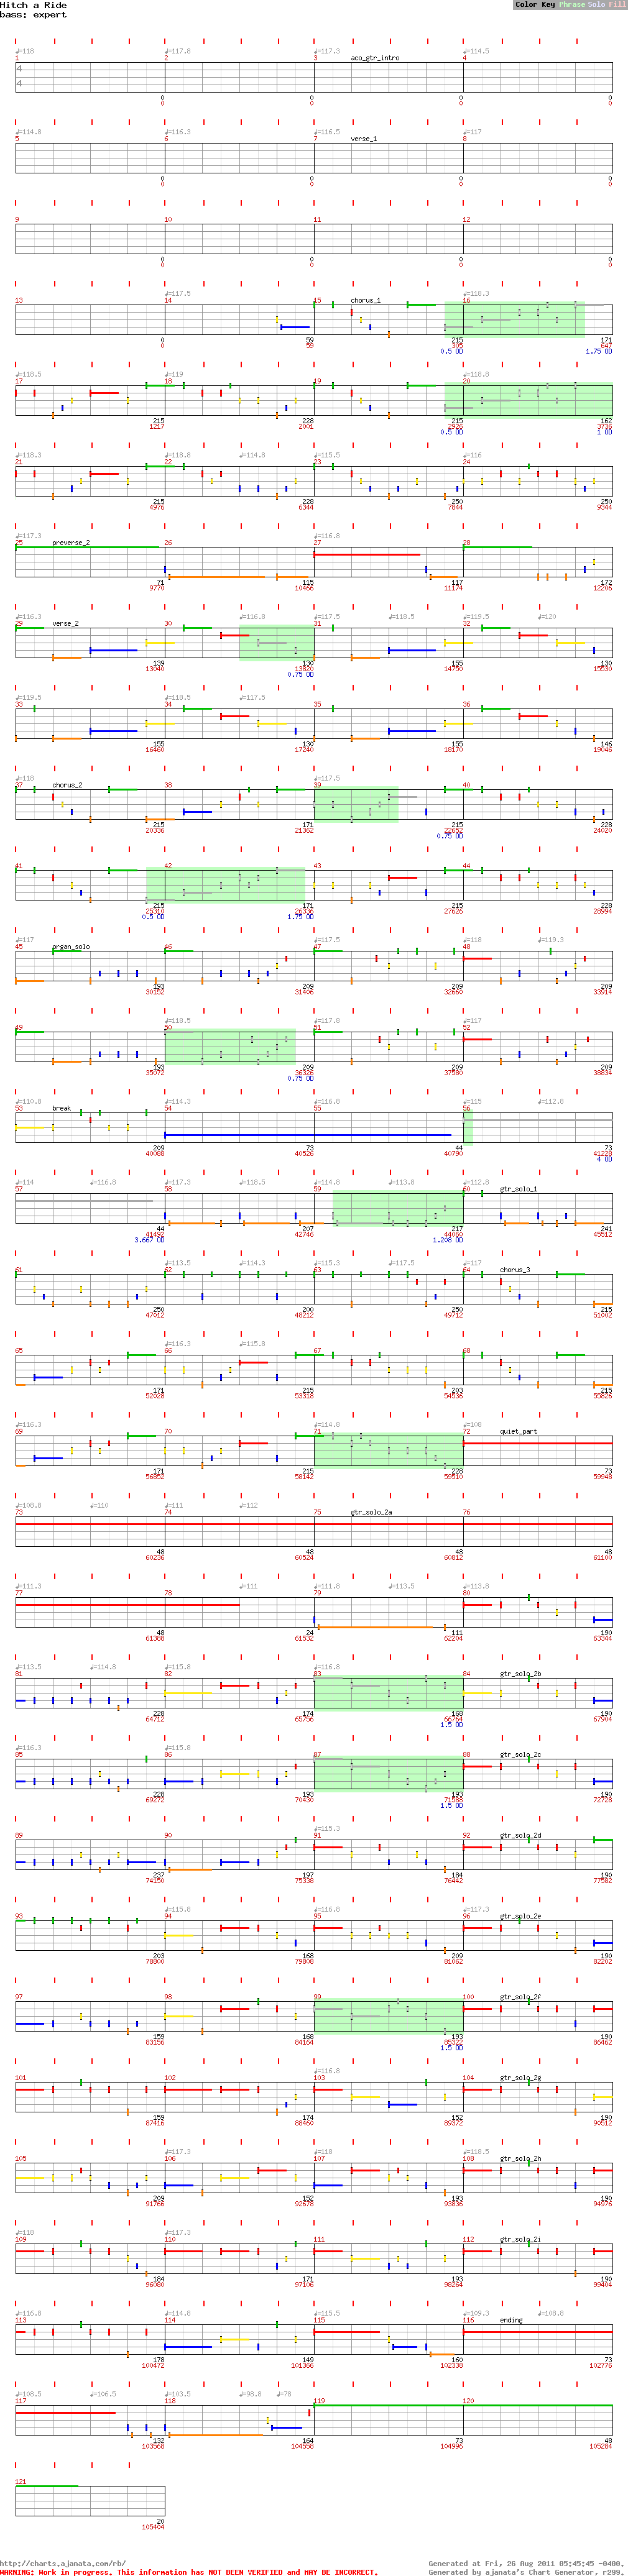 Hitch a Ride
bass: expert
Color Key Phrase Solo Fill
♩=118 ♩=117.8 ♩=117.3 ♩=114.5
1 2 3 aco_gtr_intro 4
4
4
0 0 0 0
0 0 0 0
♩=114.8 ♩=116.3 ♩=116.5 ♩=117
5 6 7 verse_1 8
0 0 0 0
0 0 0 0
9 10 11 12
0 0 0 0
0 0 0 0
♩=117.5 ♩=118.3
13 14 15 chorus_1 16
0 59 215 171
0 59 305 647
0.5 OD 1.75 OD
♩=118.5 ♩=119 ♩=118.8
17 18 19 20
215 228 215 162
1217 2001 2926 3736
0.5 OD 1 OD
♩=118.3 ♩=118.8 ♩=114.8 ♩=115.5 ♩=116
21 22 23 24
215 228 250 250
4976 6344 7844 9344
♩=117.3 ♩=116.8
25 preverse_2 26 27 28
71 115 117 172
9770 10466 11174 12206
♩=116.3 ♩=116.8 ♩=117.5 ♩=118.5 ♩=119.5 ♩=120
29 verse_2 30 31 32
139 130 155 130
13040 13820 14750 15530
0.75 OD
♩=119.5 ♩=118.5 ♩=117.5
33 34 35 36
155 130 155 146
16460 17240 18170 19046
♩=118 ♩=117.5
37 chorus_2 38 39 40
215 171 215 228
20336 21362 22652 24020
0.75 OD
41 42 43 44
215 171 215 228
25310 26336 27626 28994
0.5 OD 1.75 OD
♩=117 ♩=117.5 ♩=118 ♩=119.3
45 organ_solo 46 47 48
193 209 209 209
30152 31406 32660 33914
♩=118.5 ♩=117.8 ♩=117
49 50 51 52
193 209 209 209
35072 36326 37580 38834
0.75 OD
♩=110.8 ♩=114.3 ♩=116.8 ♩=115 ♩=112.8
53 break 54 55 56
209 73 44 73
40088 40526 40790 41228
4 OD
♩=114 ♩=116.8 ♩=117.3 ♩=118.5 ♩=114.8 ♩=113.8 ♩=112.8
57 58 59 60 gtr_solo_1
44 207 217 241
41492 42746 44060 45512
3.667 OD 1.208 OD
♩=113.5 ♩=114.3 ♩=115.3 ♩=117.5 ♩=117
61 62 63 64 chorus_3
250 200 250 215
47012 48212 49712 51002
♩=116.3 ♩=115.8
65 66 67 68
171 215 203 215
52028 53318 54536 55826
♩=116.3 ♩=114.8 ♩=108
69 70 71 72 quiet_part
171 215 228 73
56852 58142 59510 59948
♩=108.8 ♩=110 ♩=111 ♩=112
73 74 75 gtr_solo_2a 76
48 48 48 48
60236 60524 60812 61100
♩=111.3 ♩=111 ♩=111.8 ♩=113.5 ♩=113.8
77 78 79 80
48 24 111 190
61388 61532 62204 63344
♩=113.5 ♩=114.8 ♩=115.8 ♩=116.8
81 82 83 84 gtr_solo_2b
228 174 168 190
64712 65756 66764 67904
1.5 OD
♩=116.3 ♩=115.8
85 86 87 88 gtr_solo_2c
228 193 193 190
69272 70430 71588 72728
1.5 OD
♩=115.3
89 90 91 92 gtr_solo_2d
237 197 184 190
74150 75338 76442 77582
♩=115.8 ♩=116.8 ♩=117.3
93 94 95 96 gtr_solo_2e
203 168 209 190
78800 79808 81062 82202
97 98 99 100 gtr_solo_2f
159 168 193 190
83156 84164 85322 86462
1.5 OD
♩=116.8
101 102 103 104 gtr_solo_2g
159 174 152 190
87416 88460 89372 90512
♩=117.3 ♩=118 ♩=118.5
105 106 107 108 gtr_solo_2h
209 152 193 190
91766 92678 93836 94976
♩=118 ♩=117.3
109 110 111 112 gtr_solo_2i
184 171 193 190
96080 97106 98264 99404
♩=116.8 ♩=114.8 ♩=115.5 ♩=109.3 ♩=108.8
113 114 115 116 ending
178 149 160 73
100472 101366 102338 102776
♩=108.5 ♩=106.5 ♩=103.5 ♩=98.8 ♩=78
117 118 119 120
132 164 73 48
103568 104558 104996 105284
121
20
105404
http://charts.ajanata.com/rb/ Generated at Fri, 26 Aug 2011 05:45:45 -0400.
WARNING: Work in progress. This information has NOT BEEN VERIFIED and MAY BE INCORRECT. Generated by ajanata's Chart Generator, r299.